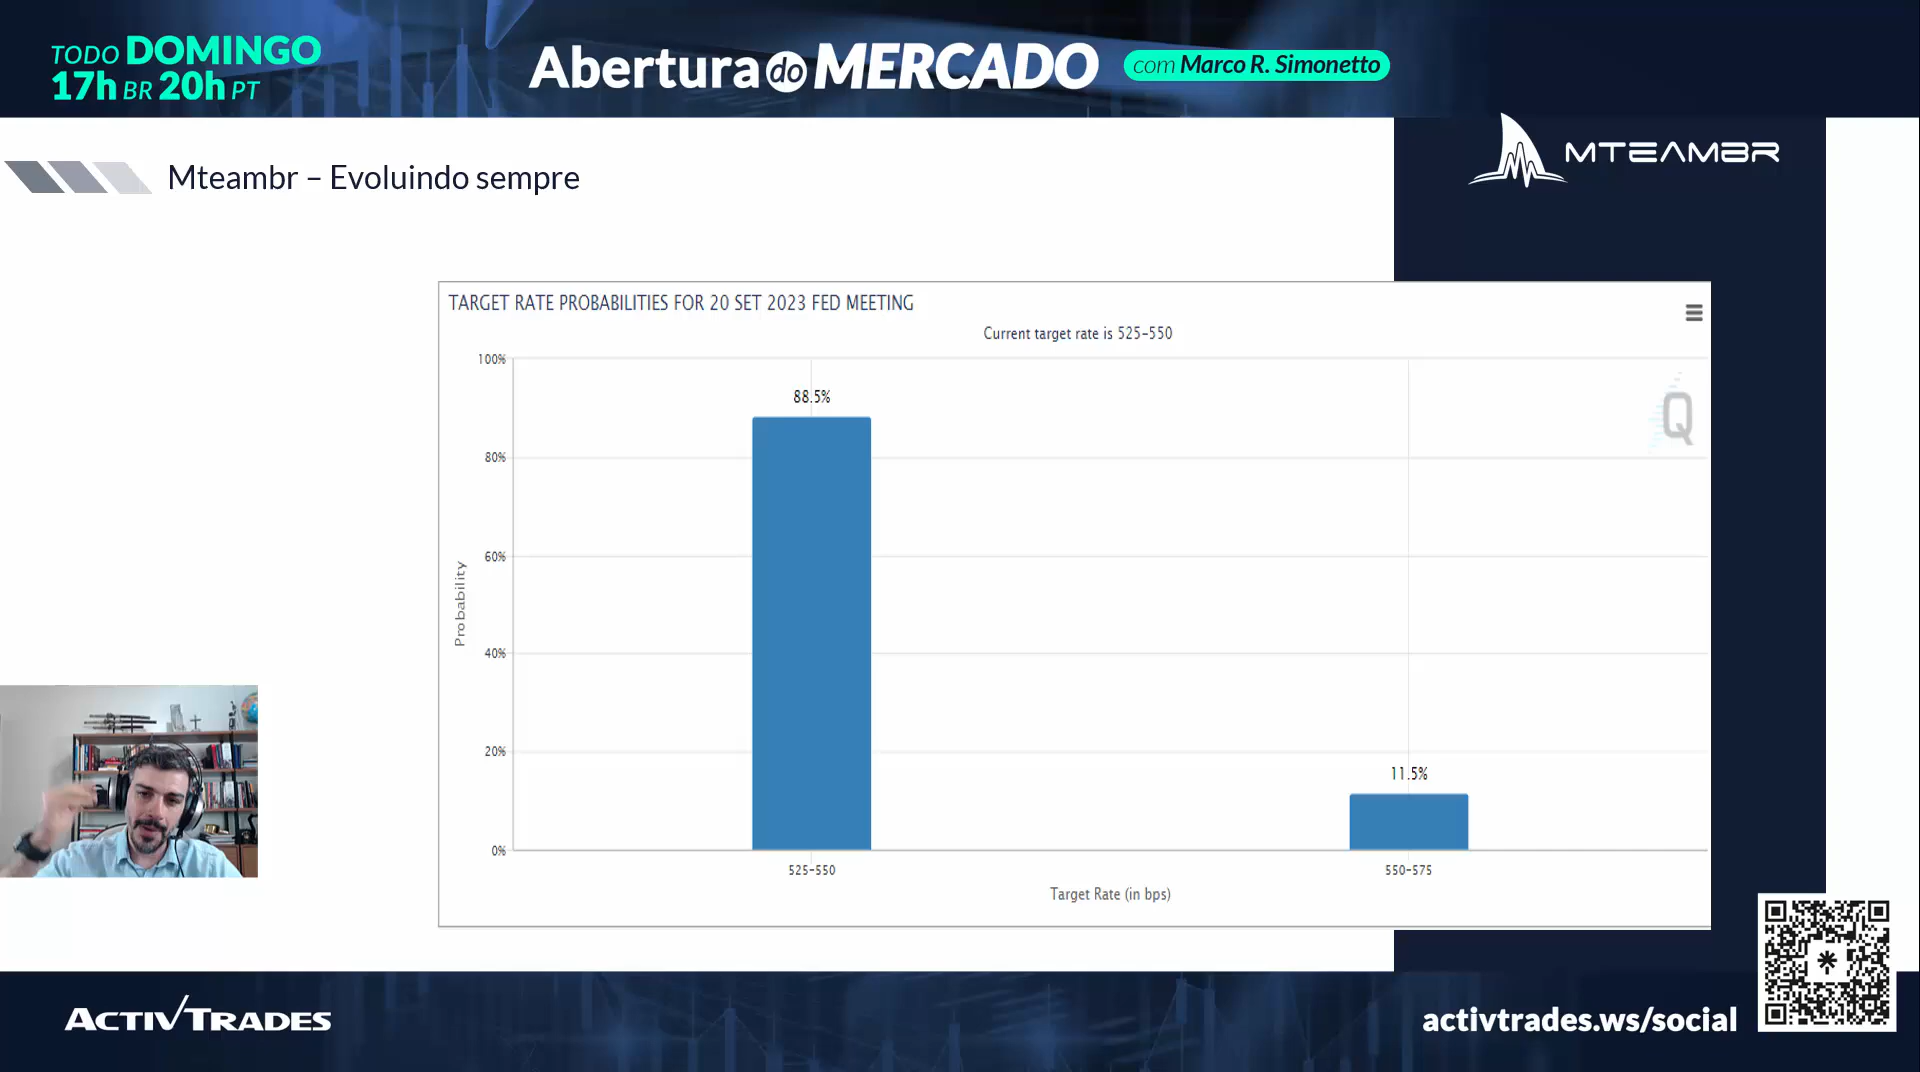 TODO DOMINGO
17h BR 20h PT
Abertura do MERCADO
com Marco R. Simonetto
MTEAMBR
Mteambr – Evoluindo sempre
TARGET RATE PROBABILITIES FOR 20 SET 2023 FED MEETING
Current target rate is 525-550
100%
80%
60%
40%
20%
0%
Probability
88.5%
11.5%
Q
525-550
550-575
Target Rate (in bps)
ACTIVTRADES
activtrades.ws/social